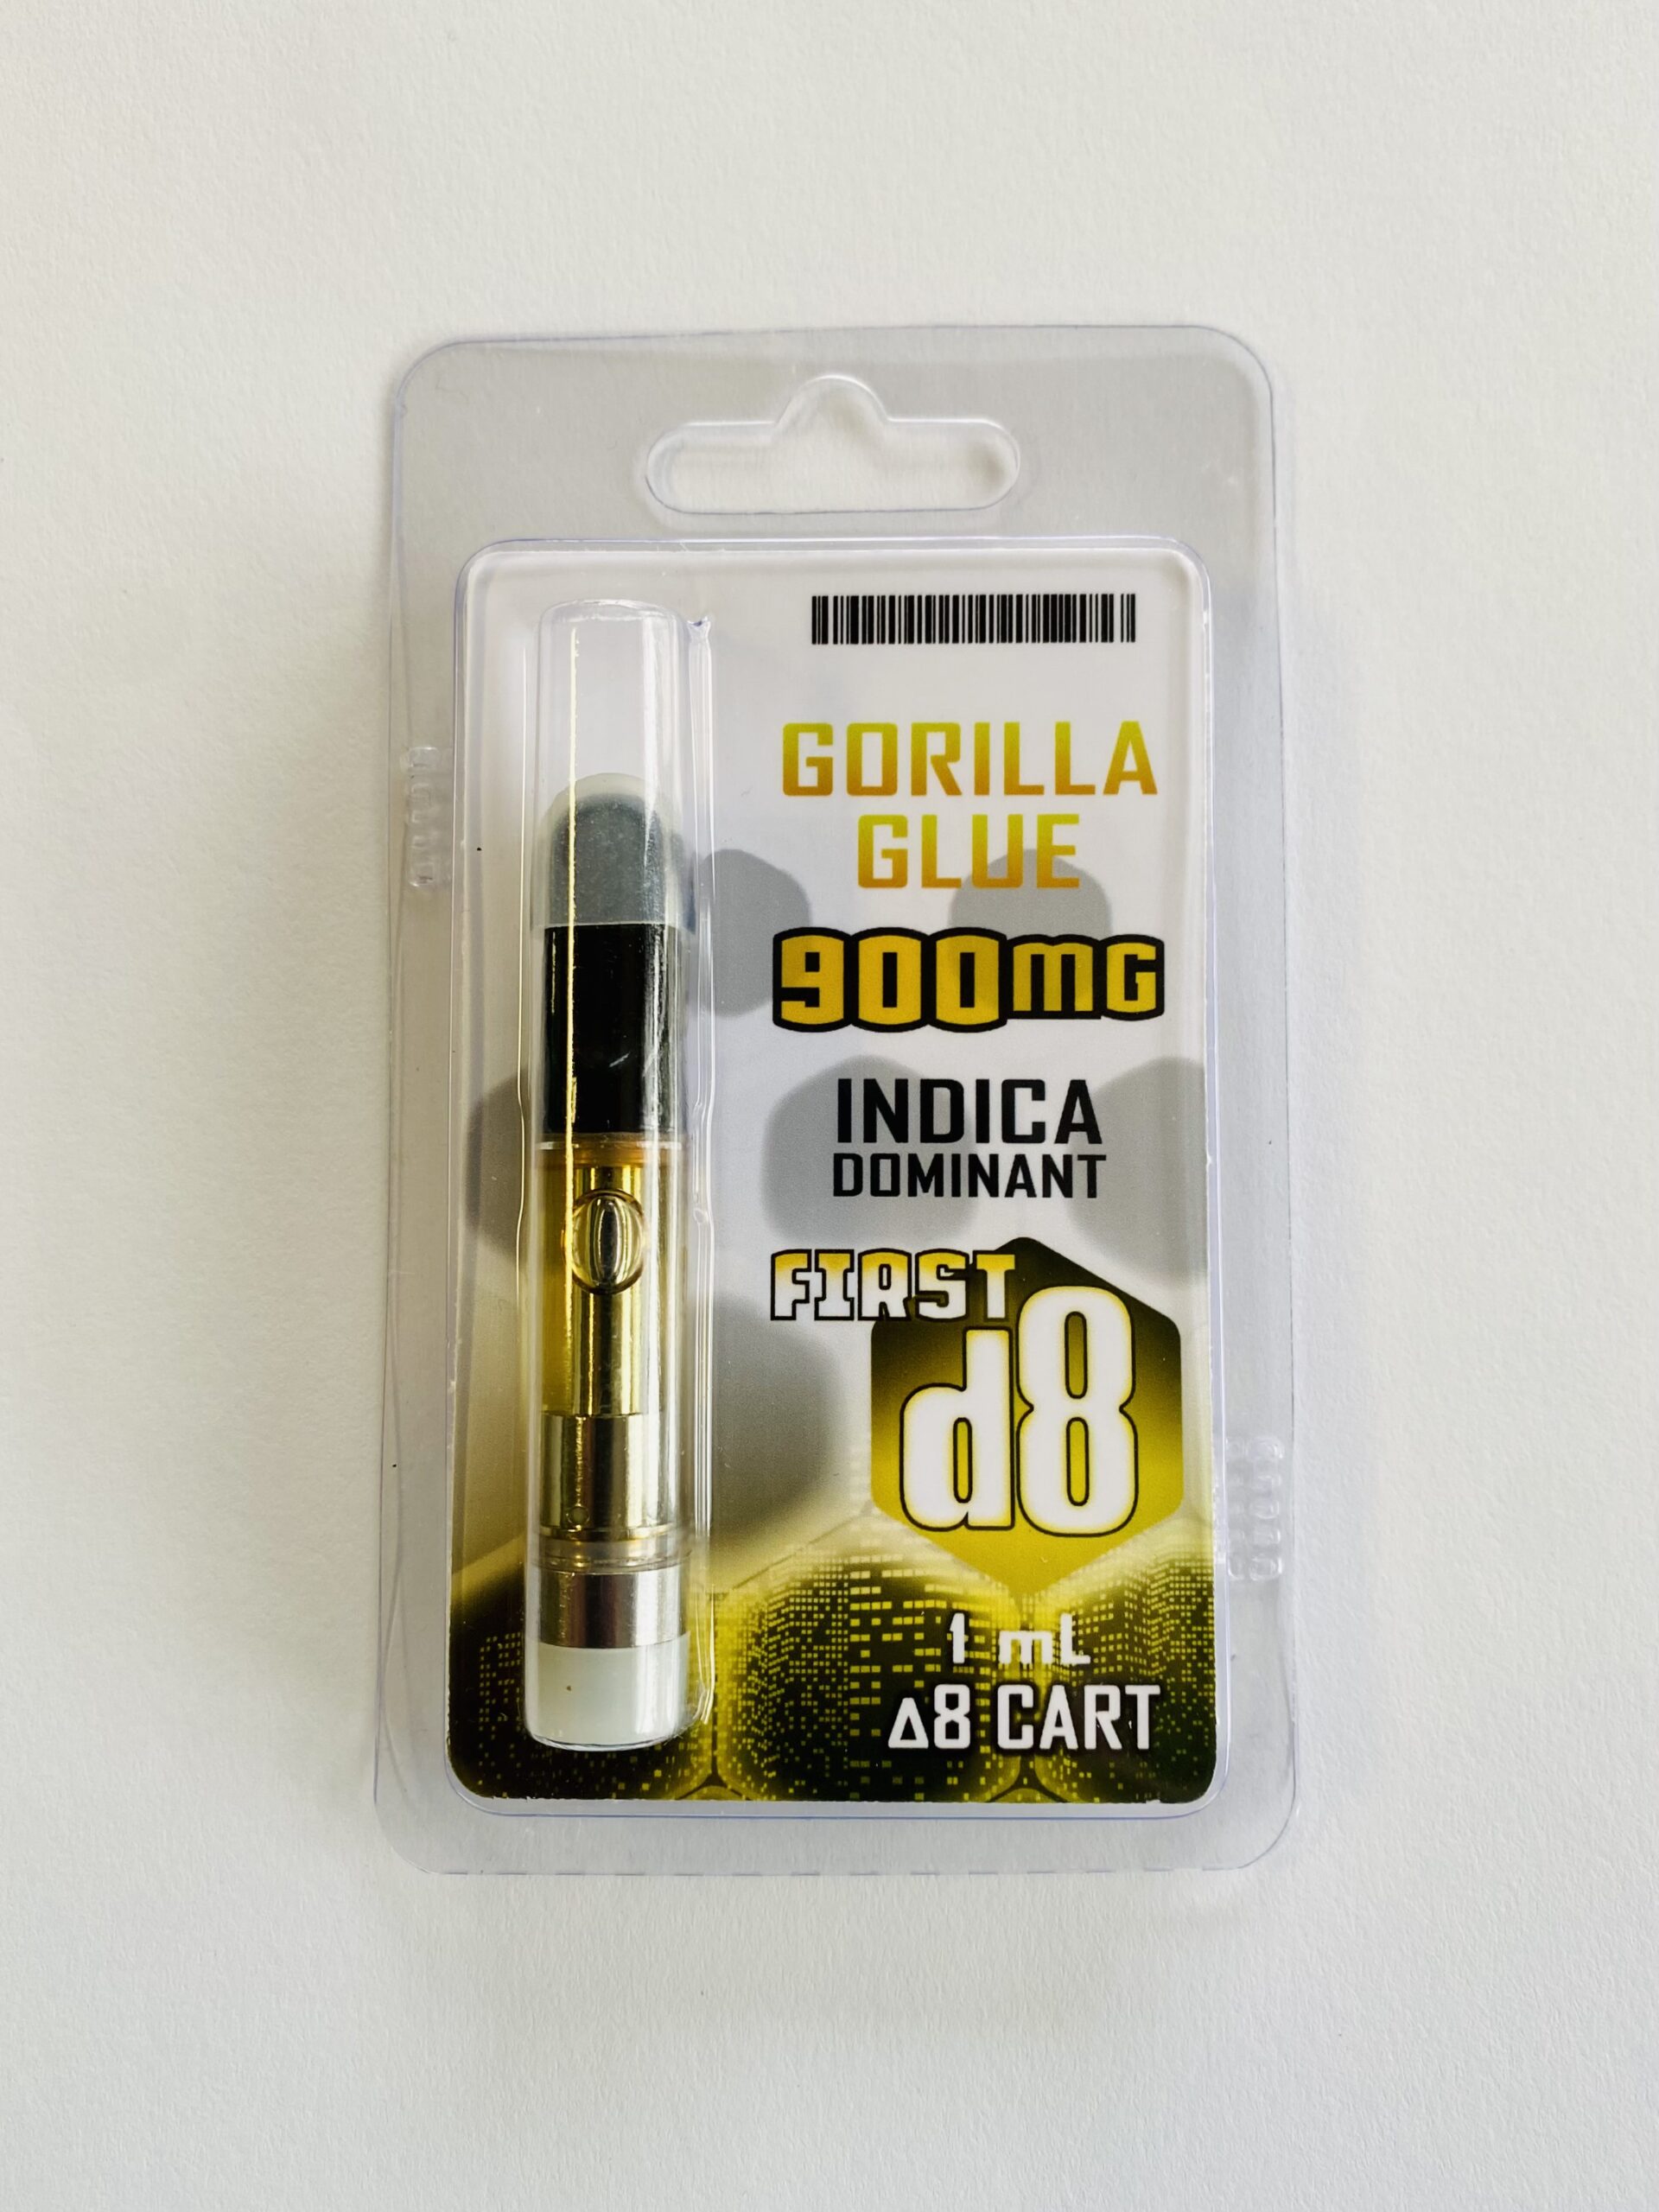 GORILLA
GLUE
900mG
INDICA
DOMINANT
FIRST
d8
1 mL
Δ8 CART